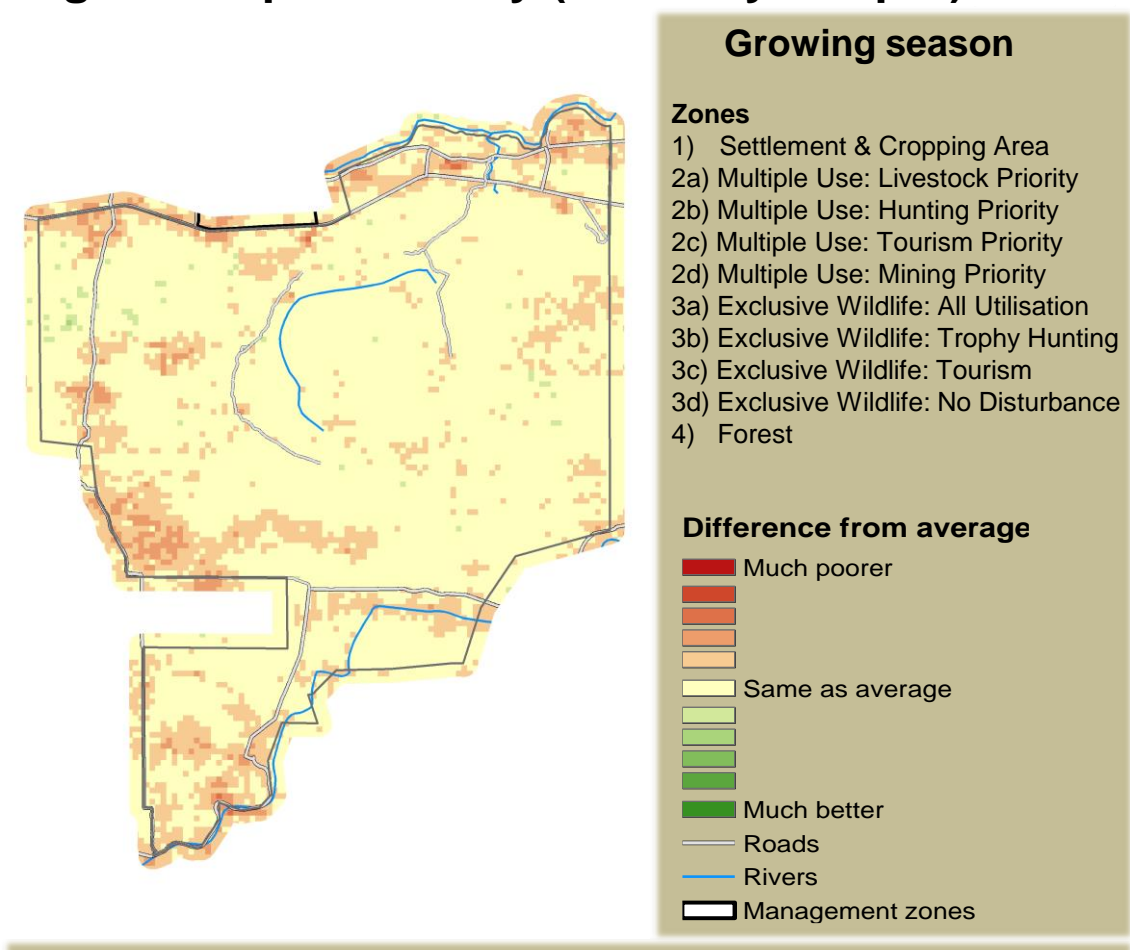 Growing season
Zones
1) Settlement & Cropping Area
2a) Multiple Use: Livestock Priority
2b) Multiple Use: Hunting Priority
2c) Multiple Use: Tourism Priority
2d) Multiple Use: Mining Priority
3a) Exclusive Wildlife: All Utilisation
3b) Exclusive Wildlife: Trophy Hunting
3c) Exclusive Wildlife: Tourism
3d) Exclusive Wildlife: No Disturbance
4) Forest
Difference from average
Much poorer
Same as average
Much better
Roads
Rivers
Management zones